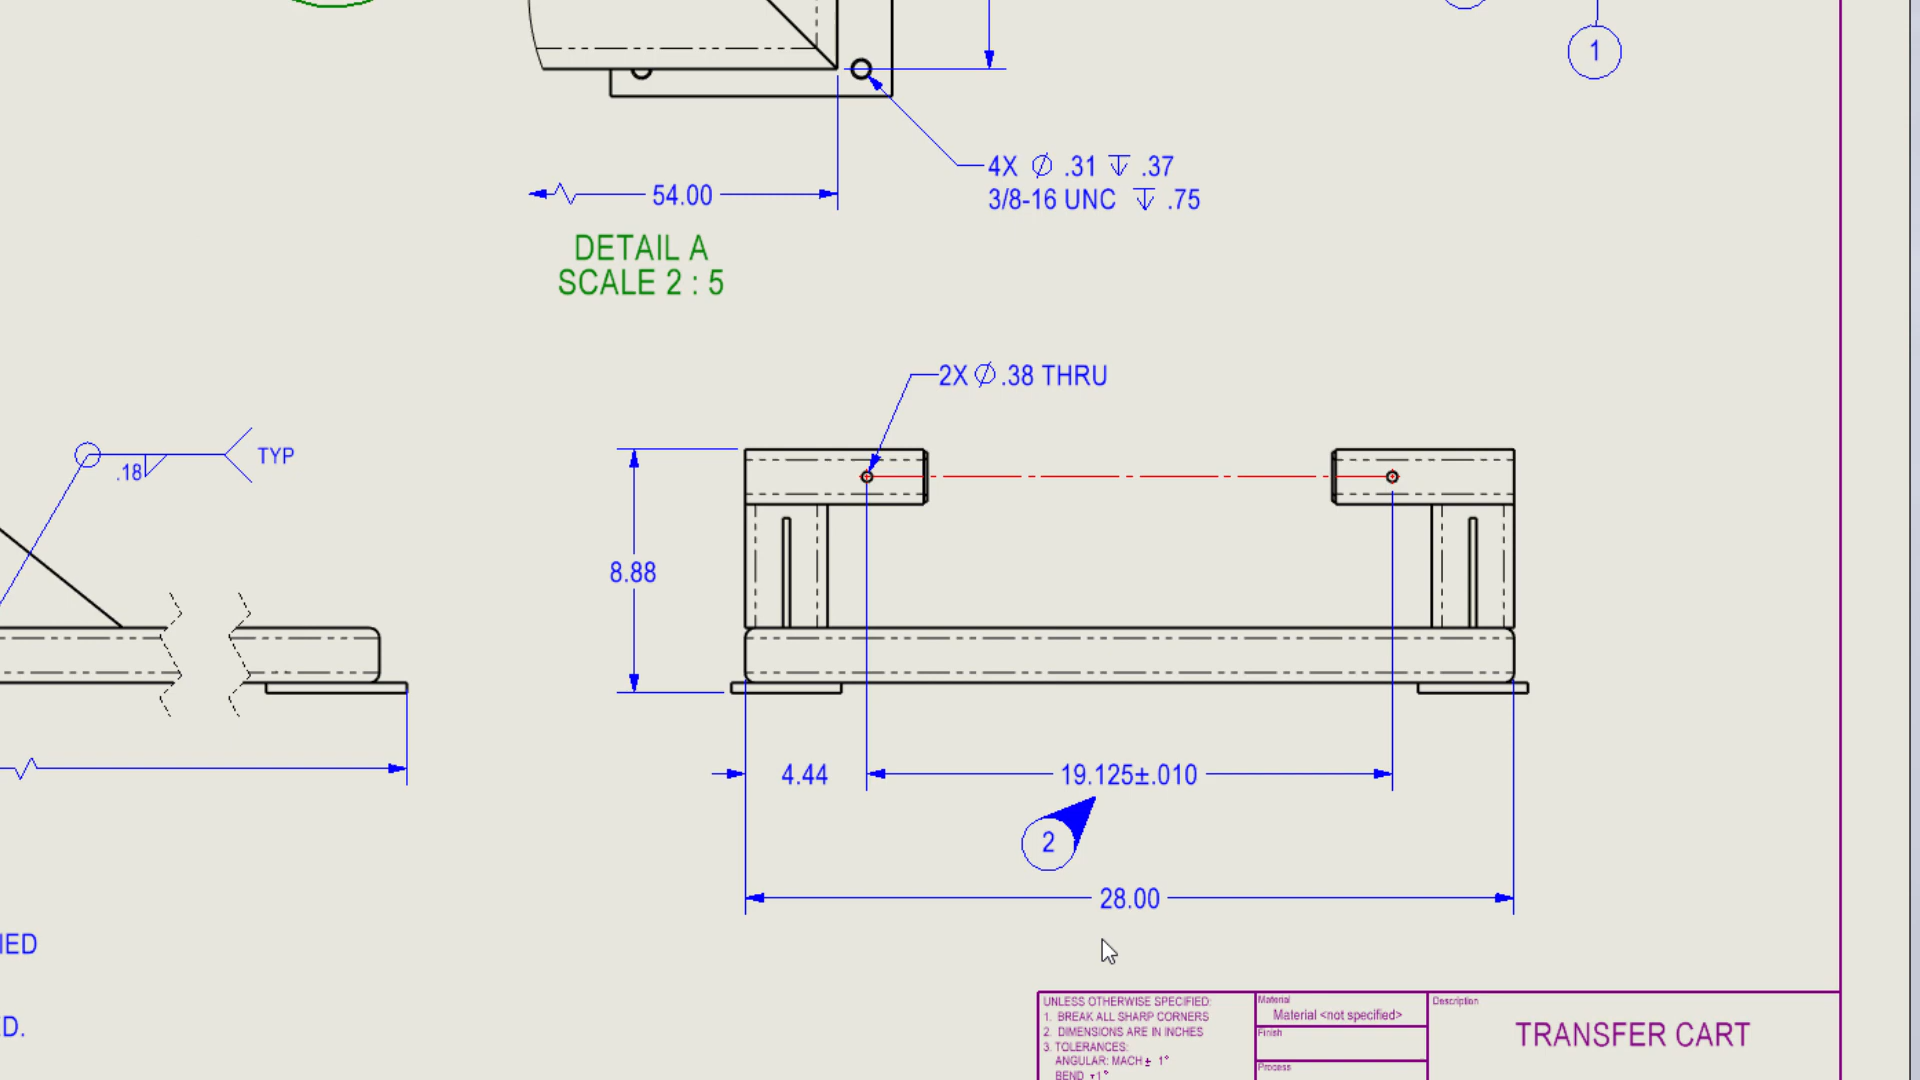 1
4X ⌀ .31 ↧ .37
3/8-16 UNC ↧ .75
54.00
DETAIL A
SCALE 2 : 5
2X ⌀ .38 THRU
.18
TYP
8.88
4.44
19.125±.010
2
28.00
IED
D.
UNLESS OTHERWISE SPECIFIED:
1. BREAK ALL SHARP CORNERS
2. DIMENSIONS ARE IN INCHES
3. TOLERANCES:
ANGULAR: MACH ± 1°
BEND ±1°
Material
Material <not specified>
Finish
Process
Description
TRANSFER CART